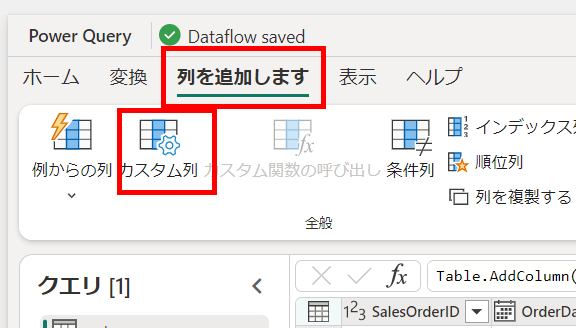 Power Query Dataflow saved
ホーム 変換 列を追加します 表示 ヘルプ
例からの列 カスタム列 カスタム関数の呼び出し 条件列
インデックス列
順位列
列を複製する
全般
クエリ [1]
fx Table.AddColumn(
1²3 SalesOrderID OrderDa